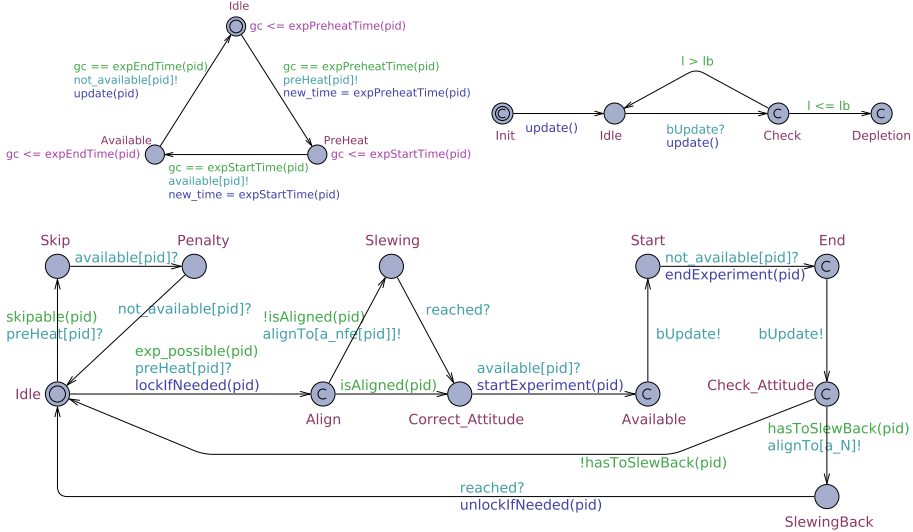 Idle
gc <= expPreheatTime(pid)
gc == expEndTime(pid)
not_available[pid]!
update(pid)
gc == expPreheatTime(pid)
preHeat[pid]!
new_time = expPreheatTime(pid)
Available
gc <= expEndTime(pid)
PreHeat
gc <= expStartTime(pid)
gc == expStartTime(pid)
available[pid]!
new_time = expStartTime(pid)
l > lb
C
Init
update()
Idle
bUpdate?
update()
C
Check
l <= lb
C
Depletion
Skip
available[pid]?
Penalty
skipable(pid)
preHeat[pid]?
not_available[pid]?
Idle
exp_possible(pid)
preHeat[pid]?
lockIfNeeded(pid)
C
Align
Slewing
!isAligned(pid)
alignTo[a_nfe[pid]]!
reached?
isAligned(pid)
Correct_Attitude
available[pid]?
startExperiment(pid)
C
Available
bUpdate!
Start
not_available[pid]?
endExperiment(pid)
End
C
bUpdate!
Check_Attitude
C
hasToSlewBack(pid)
alignTo[a_N]!
!hasToSlewBack(pid)
reached?
unlockIfNeeded(pid)
SlewingBack